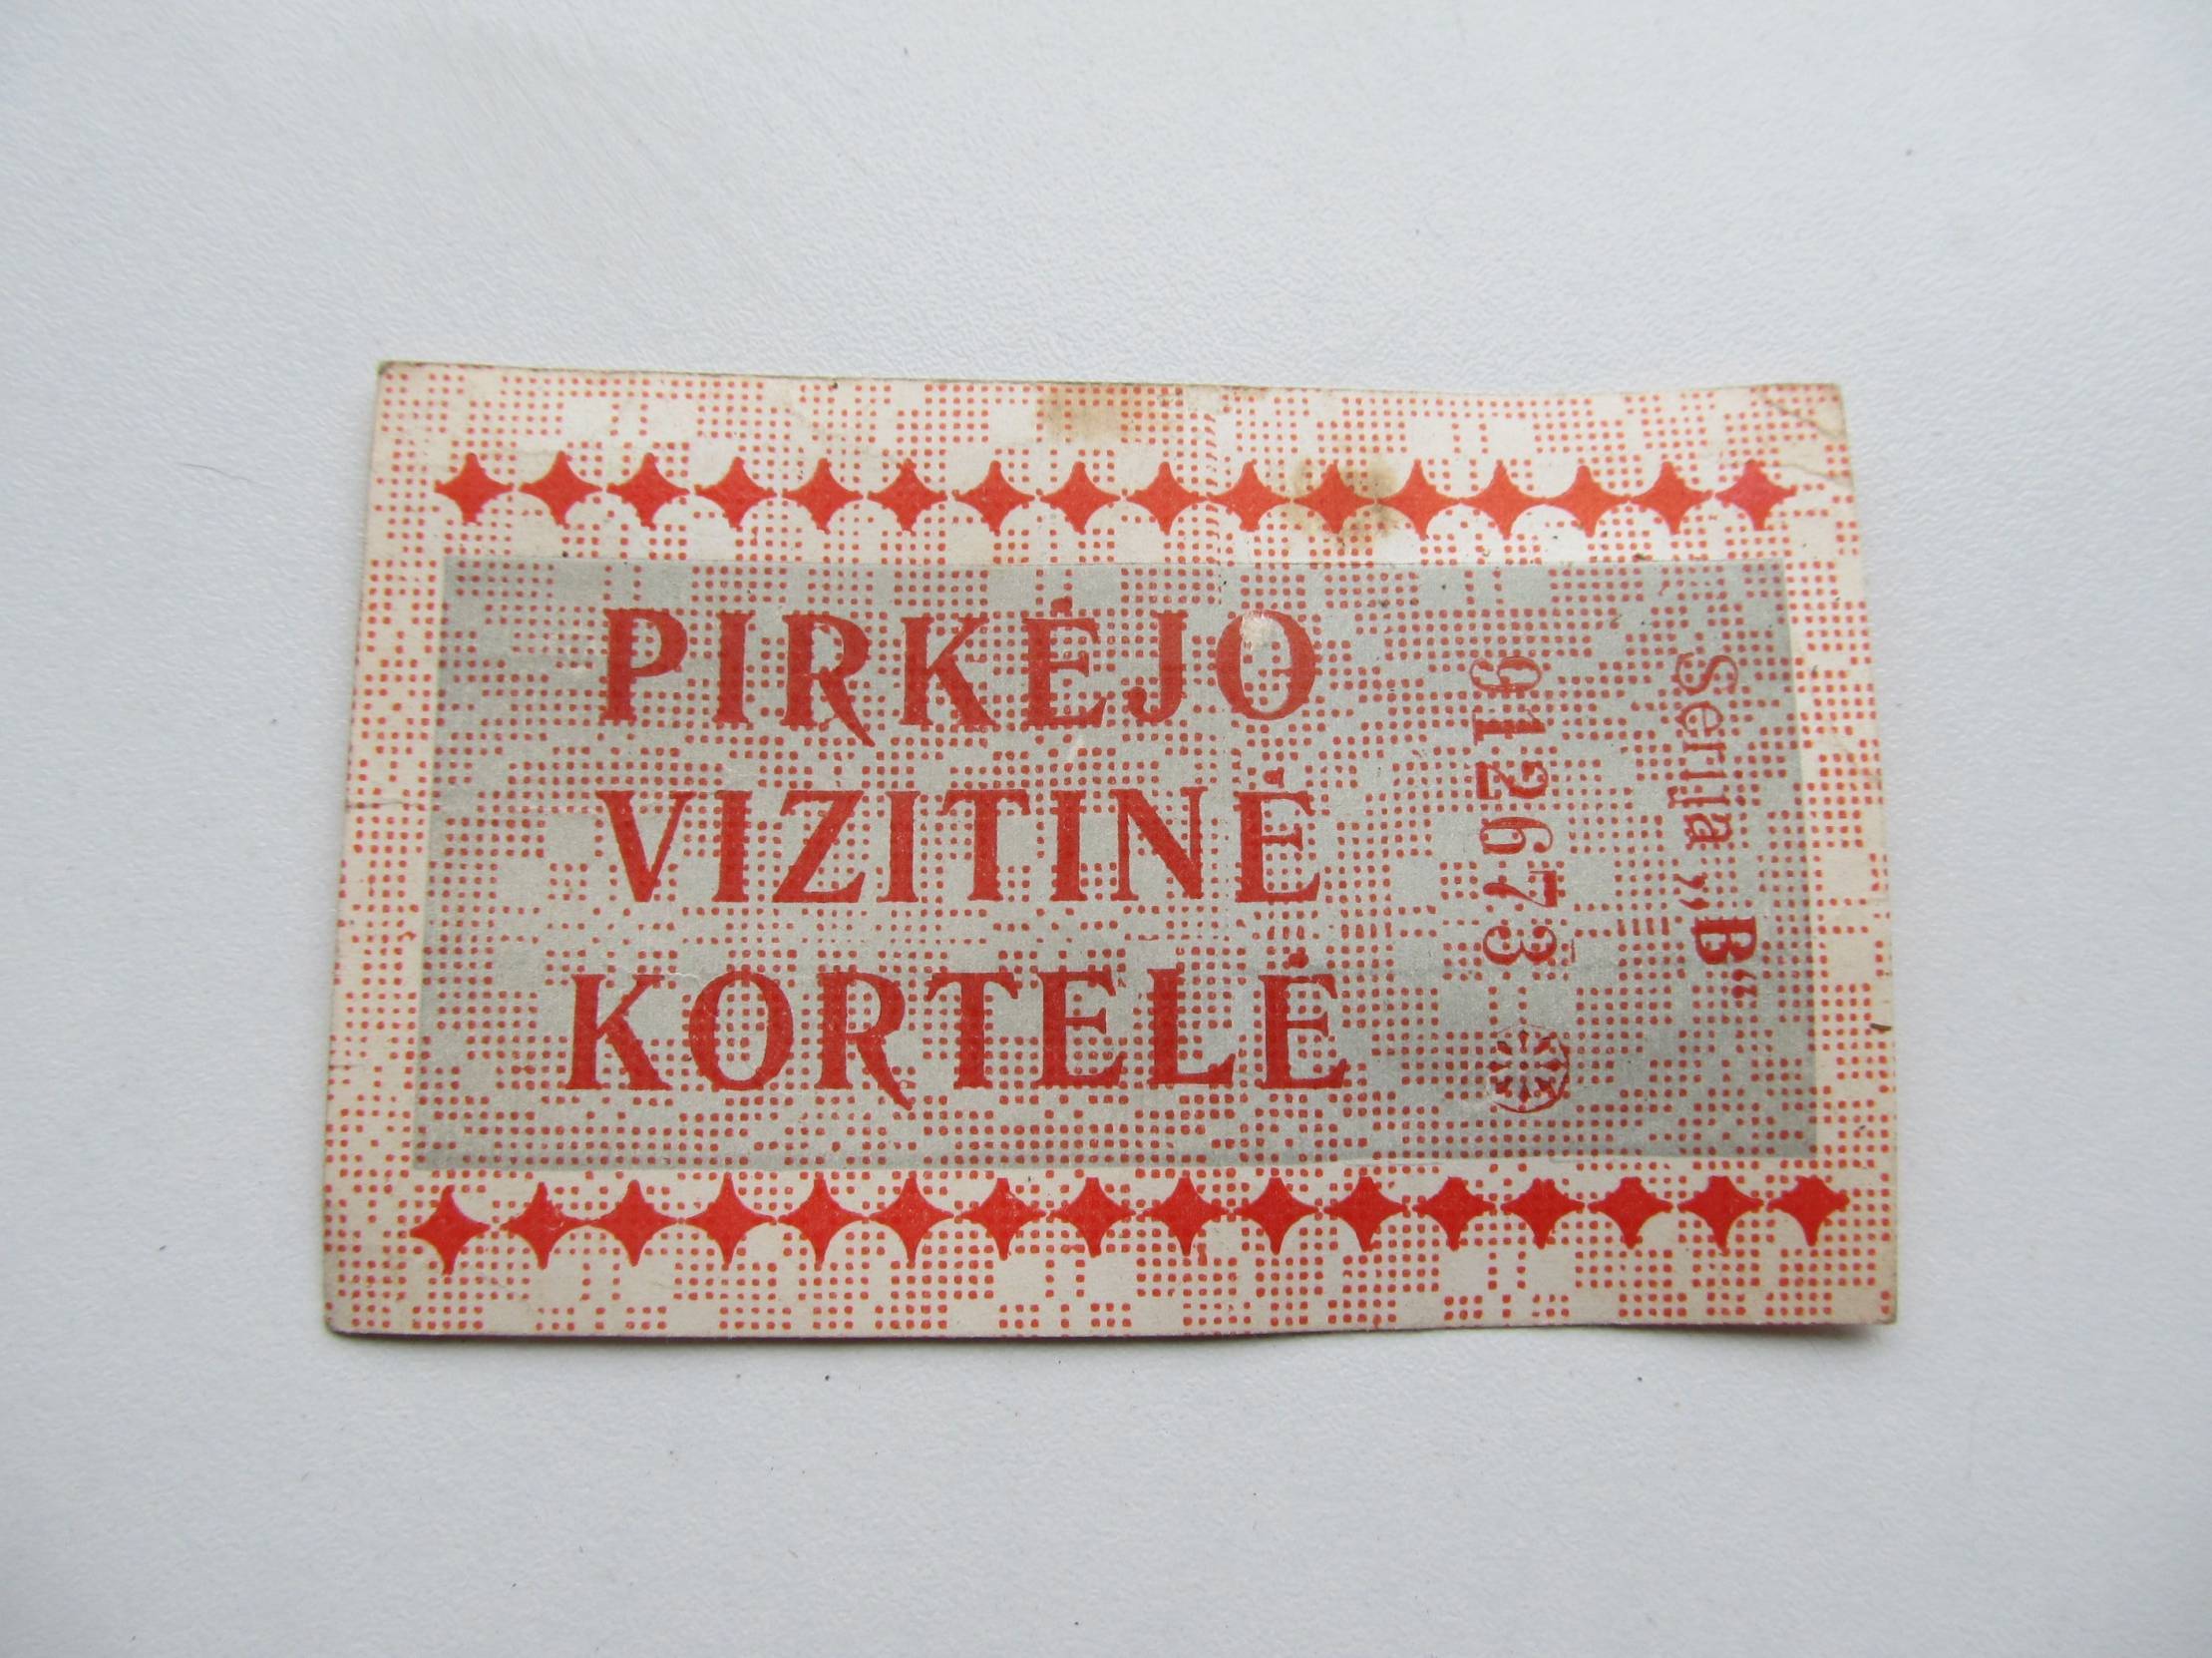 PIRKĖJO
VIZITINĖ
KORTELĖ
Serija „B“
912673